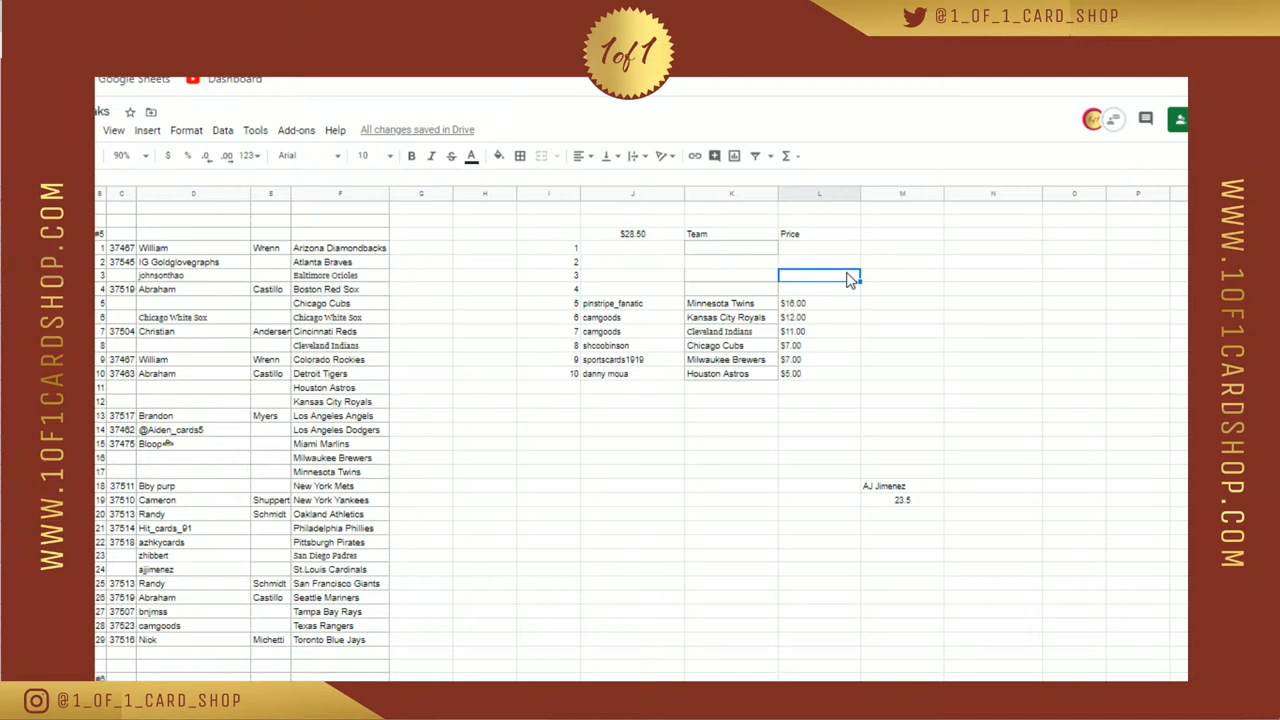 @1_OF_1_CARD_SHOP
1 of 1
Google Sheets Dashboard
aks
View Insert Format Data Tools Add-ons Help All changes saved in Drive
90% $ % .0 .00 123 Arial 10 B I S A
B C D E F G H I J K L M N O P
#5 $28.50 Team Price
1 37467 William Wrenn Arizona Diamondbacks 1
2 37545 IG Goldglovegraphs Atlanta Braves 2
3 johnsonthao Baltimore Orioles 3
4 37519 Abraham Castillo Boston Red Sox 4
5 Chicago Cubs 5 pinstripe_fanatic Minnesota Twins $16.00
6 Chicago White Sox Chicago White Sox 6 camgoods Kansas City Royals $12.00
7 37504 Christian Andersen Cincinnati Reds 7 camgoods Cleveland Indians $11.00
8 Cleveland Indians 8 shcoobinson Chicago Cubs $7.00
9 37467 William Wrenn Colorado Rockies 9 sportscards1919 Milwaukee Brewers $7.00
10 37463 Abraham Castillo Detroit Tigers 10 danny moua Houston Astros $5.00
11 Houston Astros
12 Kansas City Royals
13 37517 Brandon Myers Los Angeles Angels
14 37462 @Aiden_cards5 Los Angeles Dodgers
15 37475 Bloop Miami Marlins
16 Milwaukee Brewers
17 Minnesota Twins
18 37511 Bby purp New York Mets AJ Jimenez
19 37510 Cameron Shuppert New York Yankees 23.5
20 37513 Randy Schmidt Oakland Athletics
21 37514 Hit_cards_91 Philadelphia Phillies
22 37518 azhkycards Pittsburgh Pirates
23 zhibbert San Diego Padres
24 ajjimenez St.Louis Cardinals
25 37513 Randy Schmidt San Francisco Giants
26 37519 Abraham Castillo Seattle Mariners
27 37507 bnjmss Tampa Bay Rays
28 37523 camgoods Texas Rangers
29 37516 Nick Michetti Toronto Blue Jays
#6
WWW.1OF1CARDSHOP.COM
WWW.1OF1CARDSHOP.COM
@1_OF_1_CARD_SHOP